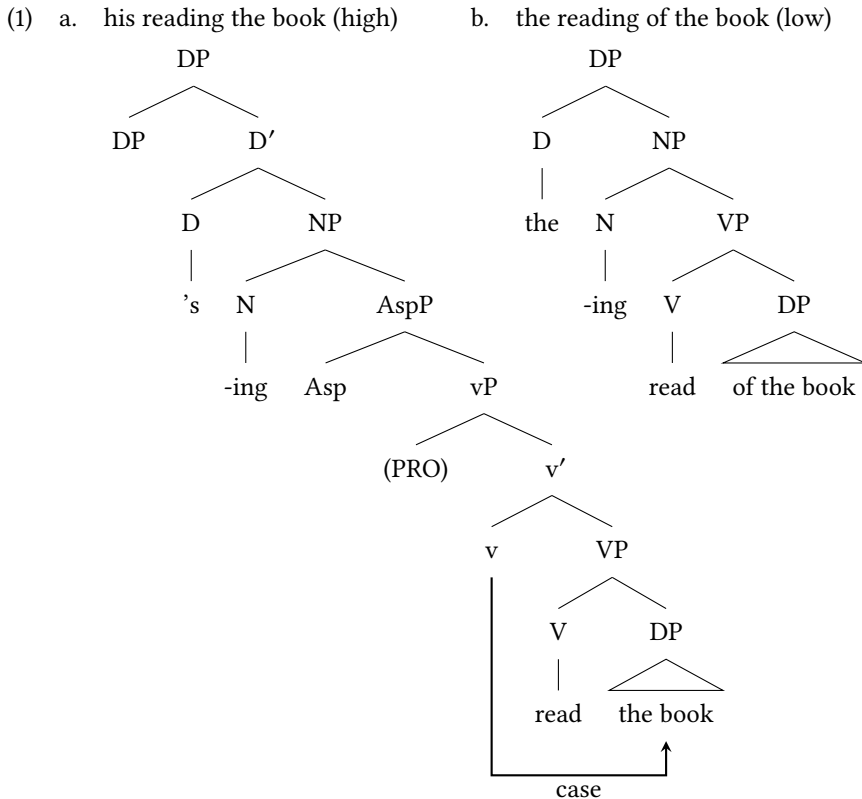 (1) a. his reading the book (high) b. the reading of the book (low)
DP DP
DP D′ D NP
D NP the N VP
’s N AspP -ing V DP
-ing Asp vP read of the book
(PRO) v′
v VP
V DP
read the book
case